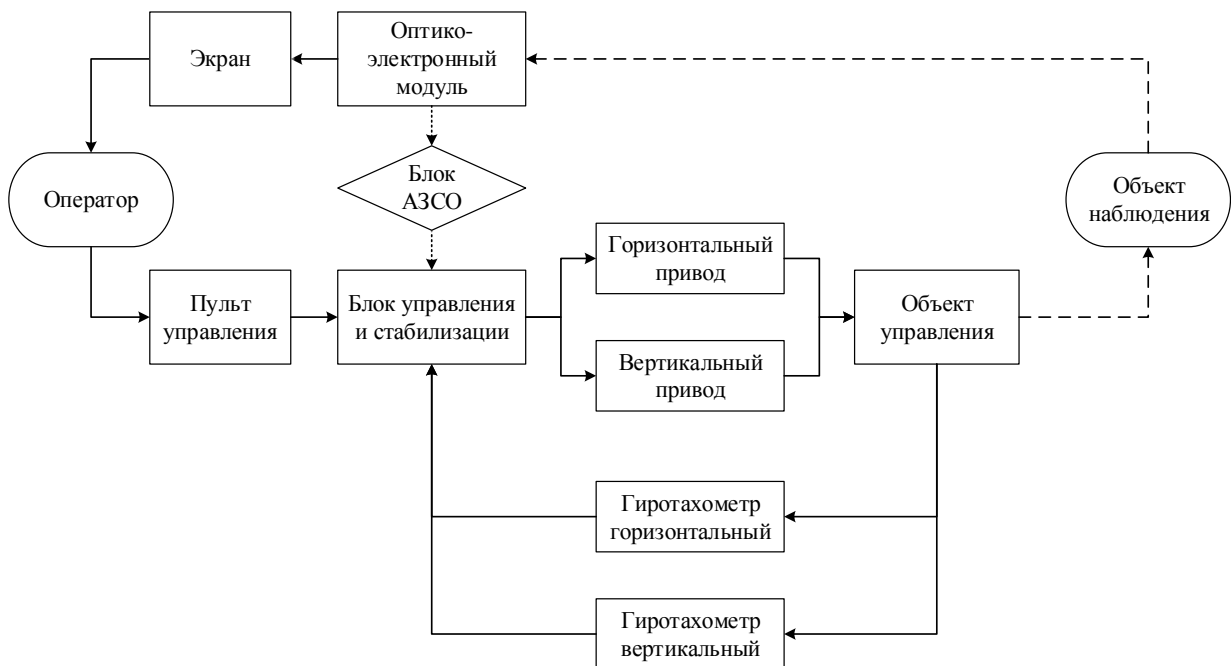 Экран
Оптико-
электронный
модуль
Оператор
Блок
АЗСО
Объект
наблюдения
Горизонтальный
привод
Пульт
управления
Блок управления
и стабилизации
Объект
управления
Вертикальный
привод
Гиротахометр
горизонтальный
Гиротахометр
вертикальный